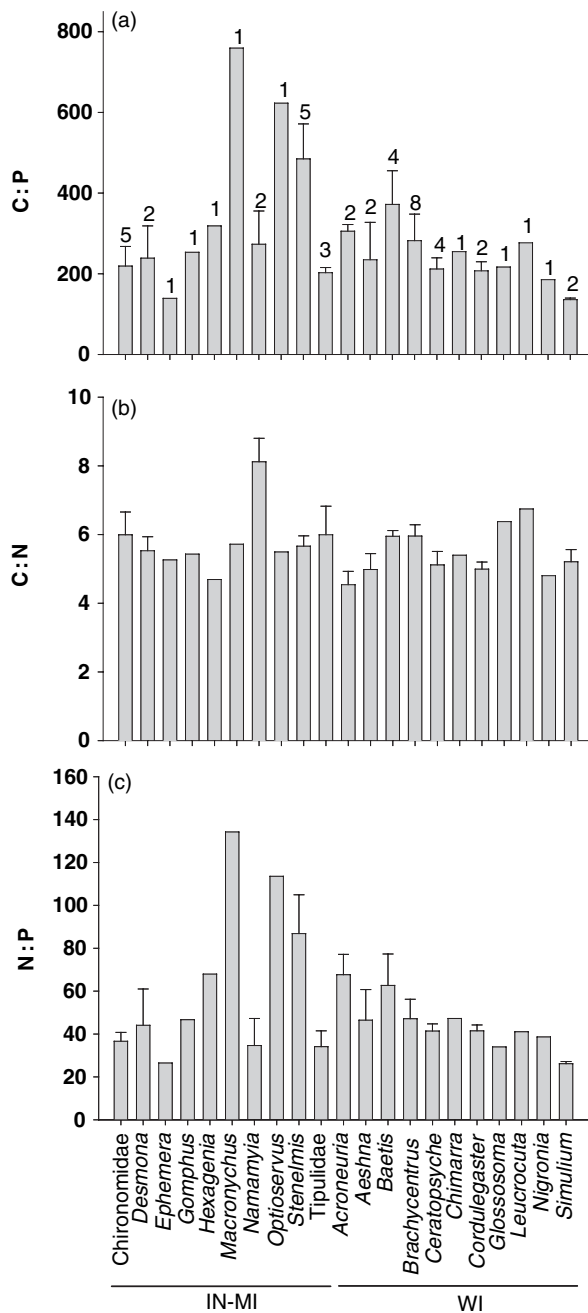 (a)
800
600
400
200
0
C:P
5 2 1 1 1 1 2 1 5 3 2 2 4 8 4 1 2 1 1 1 2
(b)
10
8
6
4
2
0
C:N
(c)
160
140
120
100
80
60
40
20
0
N:P
Chironomidae
Desmona
Ephemera
Gomphus
Hexagenia
Macronychus
Namamyia
Optioservus
Stenelmis
Tipulidae
Acroneuria
Aeshna
Baetis
Brachycentrus
Ceratopsyche
Chimarra
Cordulegaster
Glossosoma
Leucrocuta
Nigronia
Simulium
IN-MI
WI